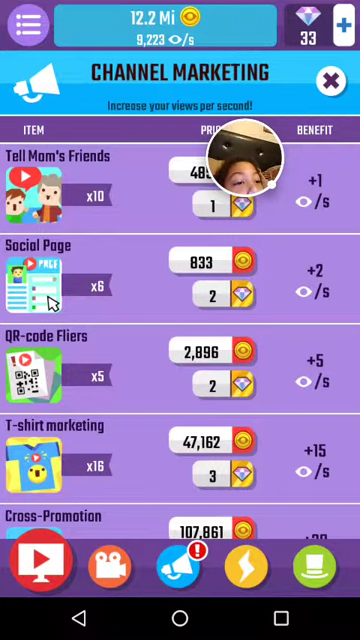 12.2 Mi
9,223 /s
33
+
CHANNEL MARKETING
Increase your views per second!
ITEM
BENEFIT
Tell Mom's Friends
x10
1
+1
/s
Social Page
PAGE
x6
833
2
+2
/s
QR-code Fliers
x5
2,896
2
+5
/s
T-shirt marketing
x16
47,162
3
+15
/s
Cross-Promotion
107,861
!